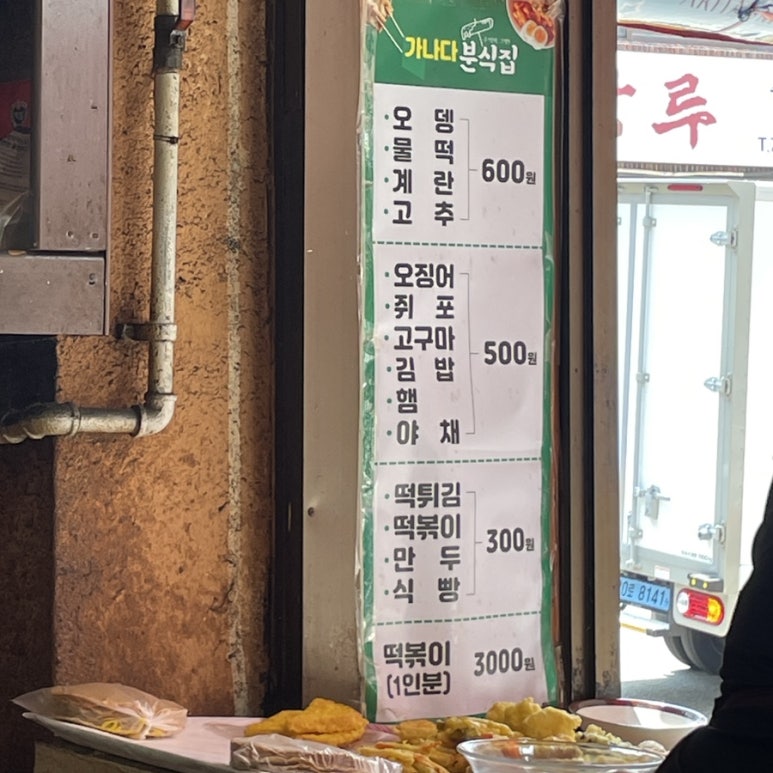 가나다 분식집
· 오 뎅
· 물 떡
· 계 란
· 고 추
600원
· 오징어
· 쥐 포
· 고구마
· 김 밥
· 햄
· 야 채
500원
· 떡튀김
· 떡볶이
· 만 두
· 식 빵
300원
떡볶이
(1인분)
3000원
루
T.
8141